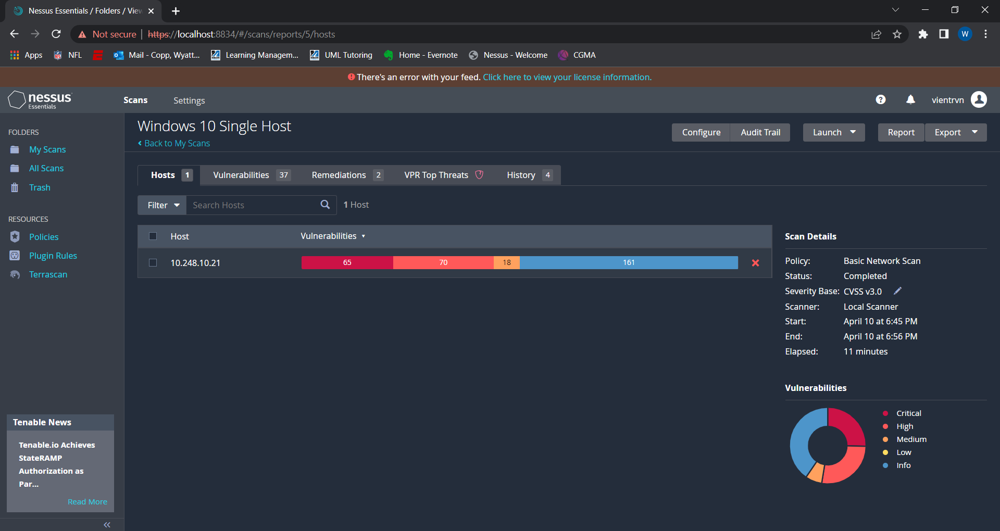 Nessus Essentials / Folders / View
Not secure | https://localhost:8834/#/scans/reports/5/hosts
W
Apps NFL Mail - Copp, Wyatt... Learning Managem... UML Tutoring Home - Evernote Nessus - Welcome CGMA
There's an error with your feed. Click here to view your license information.
nessus
Essentials
Scans Settings
vientrvn
FOLDERS
My Scans
All Scans
Trash
RESOURCES
Policies
Plugin Rules
Terrascan
Tenable News
Tenable.io Achieves
StateRAMP
Authorization as
Par...
Read More
Windows 10 Single Host
Back to My Scans
Configure Audit Trail Launch Report Export
Hosts 1 Vulnerabilities 37 Remediations 2 VPR Top Threats History 4
Filter Search Hosts 1 Host
Host Vulnerabilities
10.248.10.21 65 70 18 161
Scan Details
Policy: Basic Network Scan
Status: Completed
Severity Base: CVSS v3.0
Scanner: Local Scanner
Start: April 10 at 6:45 PM
End: April 10 at 6:56 PM
Elapsed: 11 minutes
Vulnerabilities
Critical
High
Medium
Low
Info